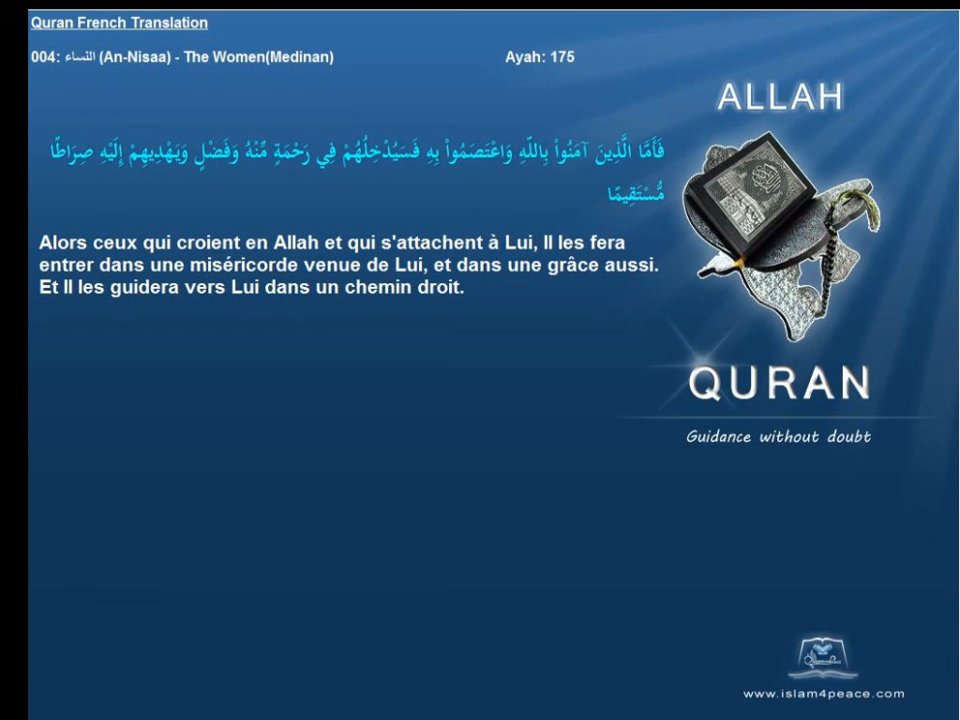 Quran French Translation
004: النساء (An-Nisaa) - The Women(Medinan) Ayah: 175
ALLAH
فَأَمَّا الَّذِينَ آمَنُواْ بِاللّهِ وَاعْتَصَمُواْ بِهِ فَسَيُدْخِلُهُمْ فِي رَحْمَةٍ مِّنْهُ وَفَضْلٍ وَيَهْدِيهِمْ إِلَيْهِ صِرَاطًا
مُّسْتَقِيمًا
Alors ceux qui croient en Allah et qui s'attachent à Lui, Il les fera
entrer dans une miséricorde venue de Lui, et dans une grâce aussi.
Et Il les guidera vers Lui dans un chemin droit.
QURAN
Guidance without doubt
www.islam4peace.com